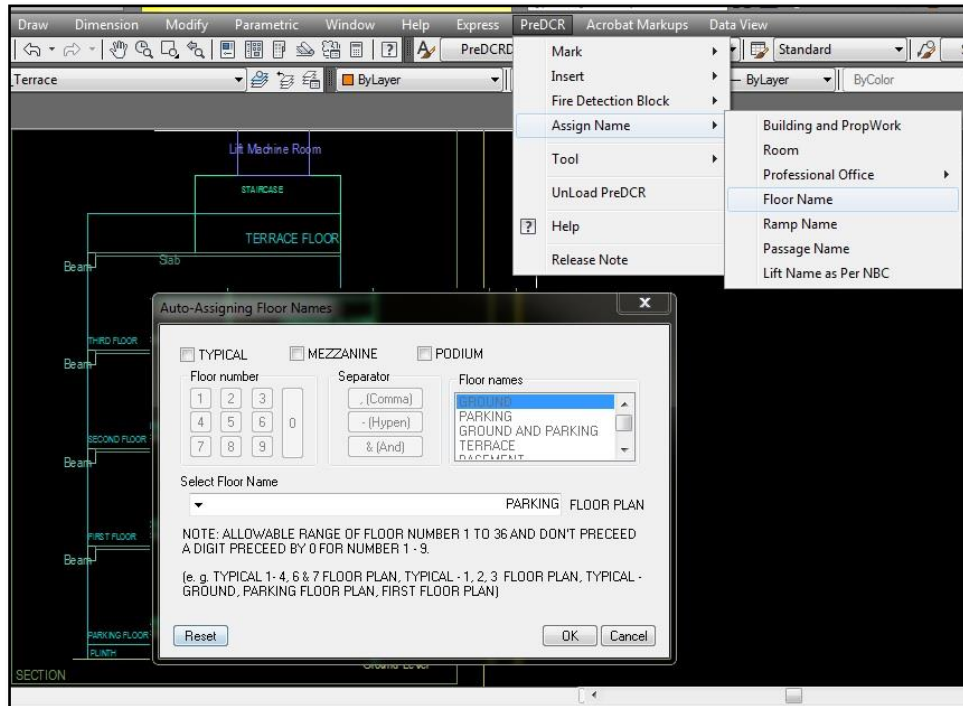 Draw Dimension Modify Parametric Window Help Express PreDCR Acrobat Markups Data View
PreDCRD
Standard
Terrace
ByLayer
ByLayer
ByColor
Mark
Insert
Fire Detection Block
Assign Name
Tool
UnLoad PreDCR
Help
Release Note
Building and PropWork
Room
Professional Office
Floor Name
Ramp Name
Passage Name
Lift Name as Per NBC
Lift Machine Room
STAIRCASE
TERRACE FLOOR
Slab
Beam
THIRD FLOOR
Beam
SECOND FLOOR
Beam
FIRST FLOOR
Beam
PARKING FLOOR
PLINTH
Ground Level
SECTION
Auto-Assigning Floor Names
TYPICAL MEZZANINE PODIUM
Floor number
1 2 3
4 5 6 0
7 8 9
Separator
, (Comma)
- (Hypen)
& (And)
Floor names
GROUND
PARKING
GROUND AND PARKING
TERRACE
BASEMENT
Select Floor Name
PARKING FLOOR PLAN
NOTE: ALLOWABLE RANGE OF FLOOR NUMBER 1 TO 36 AND DON'T PRECEED
A DIGIT PRECEED BY 0 FOR NUMBER 1 - 9.
(e. g. TYPICAL 1- 4, 6 & 7 FLOOR PLAN, TYPICAL - 1, 2, 3 FLOOR PLAN, TYPICAL -
GROUND, PARKING FLOOR PLAN, FIRST FLOOR PLAN)
Reset OK Cancel